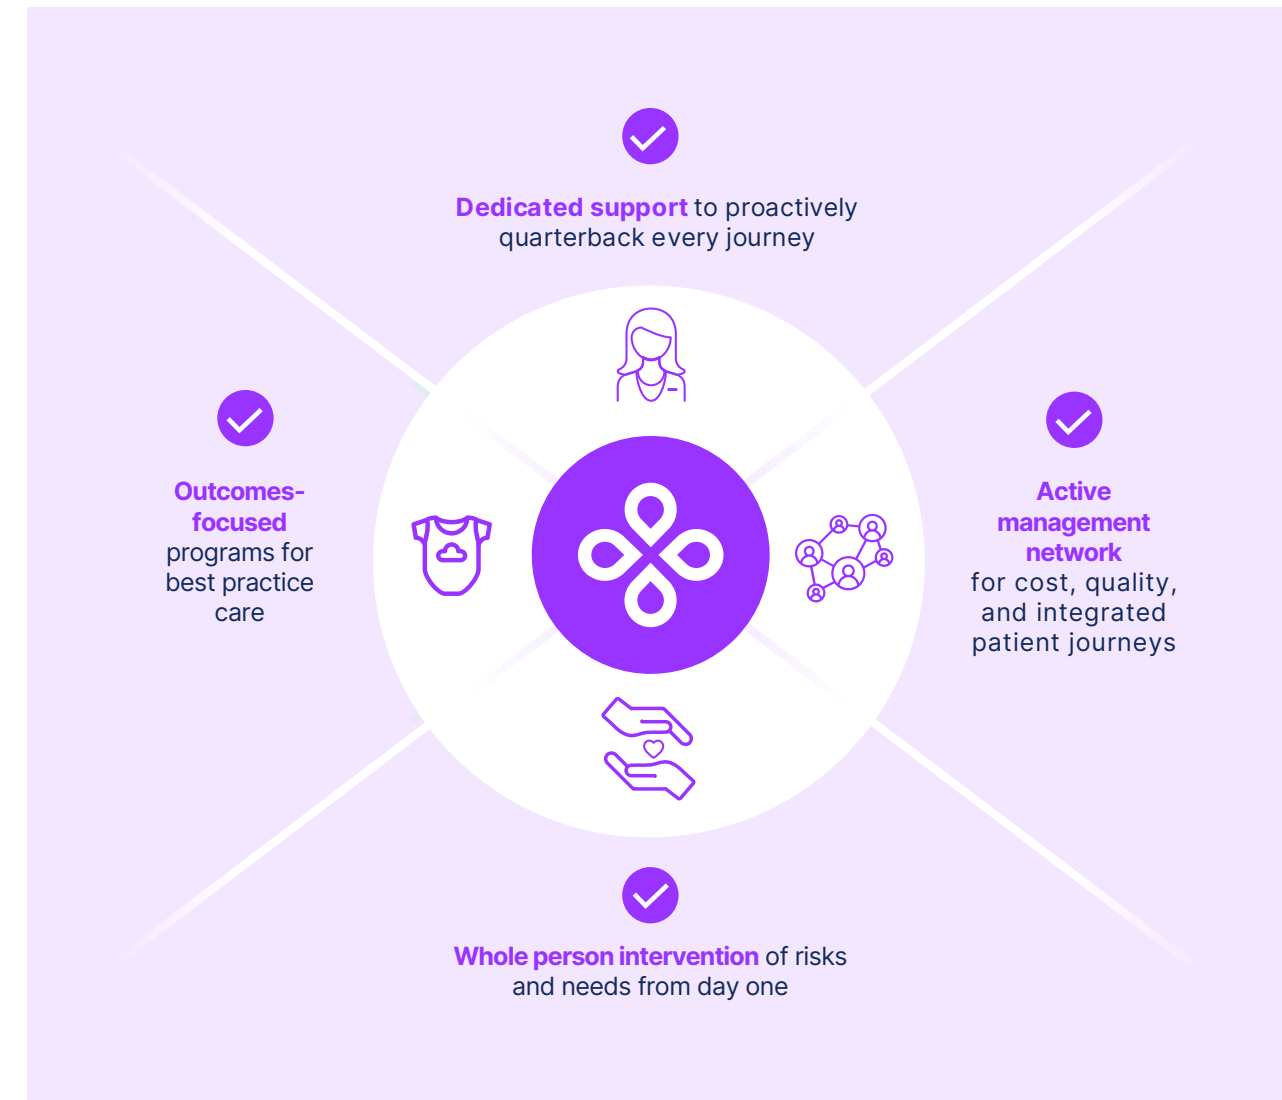 Dedicated support to proactively
quarterback every journey
Outcomes-
focused
programs for
best practice
care
Active
management
network
for cost, quality,
and integrated
patient journeys
Whole person intervention of risks
and needs from day one